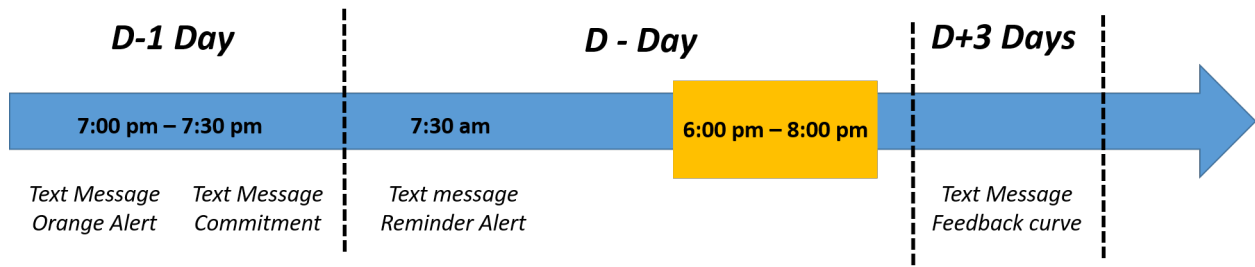 D-1 Day
D - Day
D+3 Days
7:00 pm – 7:30 pm
7:30 am
6:00 pm – 8:00 pm
Text Message
Orange Alert
Text Message
Commitment
Text message
Reminder Alert
Text Message
Feedback curve